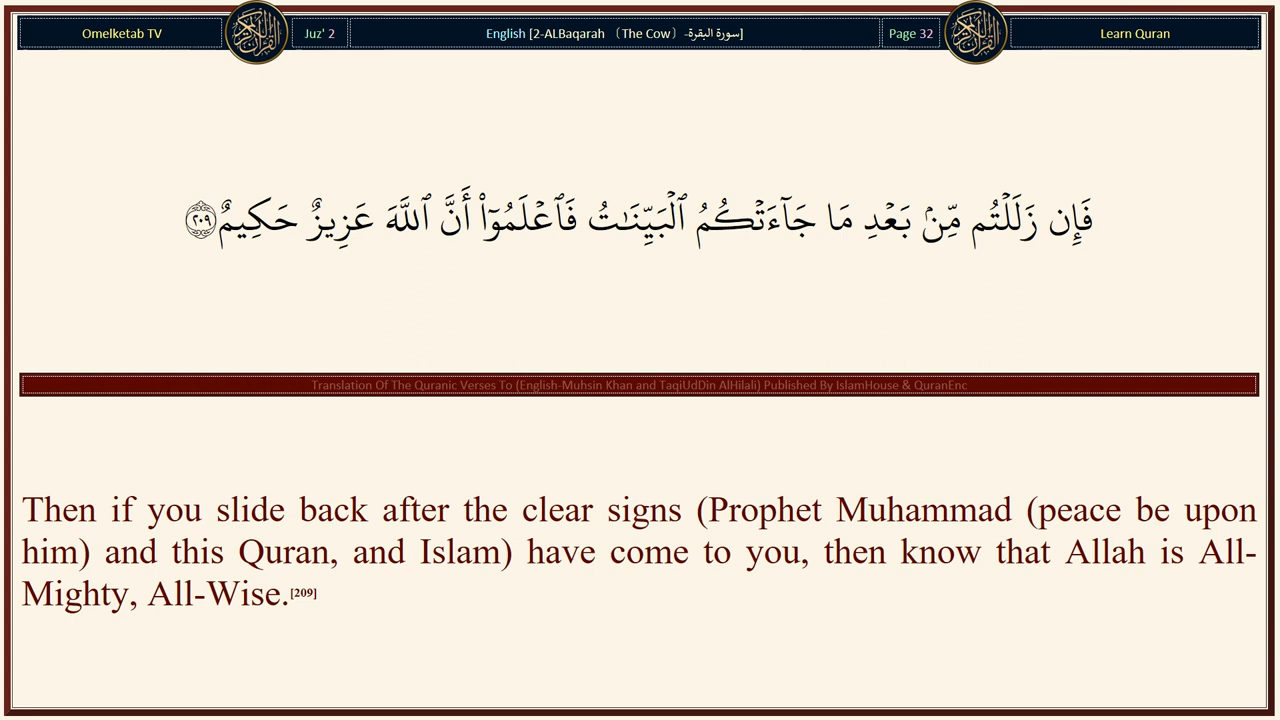 Omelketab TV
Juz' 2
English [2-ALBaqarah （The Cow） -سورة البقرة]
Page 32
Learn Quran
فَإِن زَلَلۡتُم مِّنۢ بَعۡدِ مَا جَآءَتۡكُمُ ٱلۡبَيِّنَٰتُ فَٱعۡلَمُوٓاْ أَنَّ ٱللَّهَ عَزِيزٌ حَكِيمٌ ٢٠٩
Translation Of The Quranic Verses To (English-Muhsin Khan and TaqiUdDin AlHilali) Published By IslamHouse & QuranEnc
Then if you slide back after the clear signs (Prophet Muhammad (peace be upon
him) and this Quran, and Islam) have come to you, then know that Allah is All-
Mighty, All-Wise.[209]